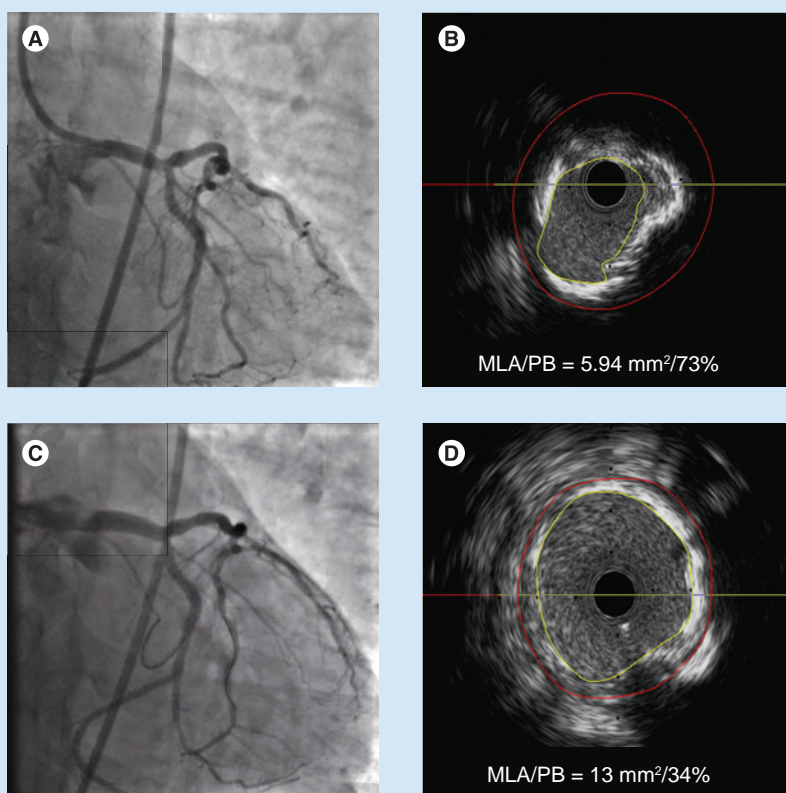 A
B
MLA/PB = 5.94 mm²/73%
C
D
MLA/PB = 13 mm²/34%